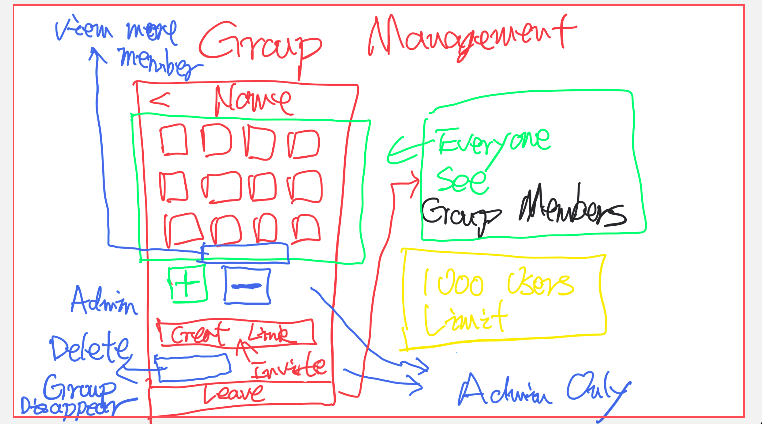 View more
member
Group Management
< Name
Everyone
See
Group Members
1000 Users
Limit
+ −
Admin
Creat Link
Delete
Invite
Group
Disappear
Leave
Admin Only